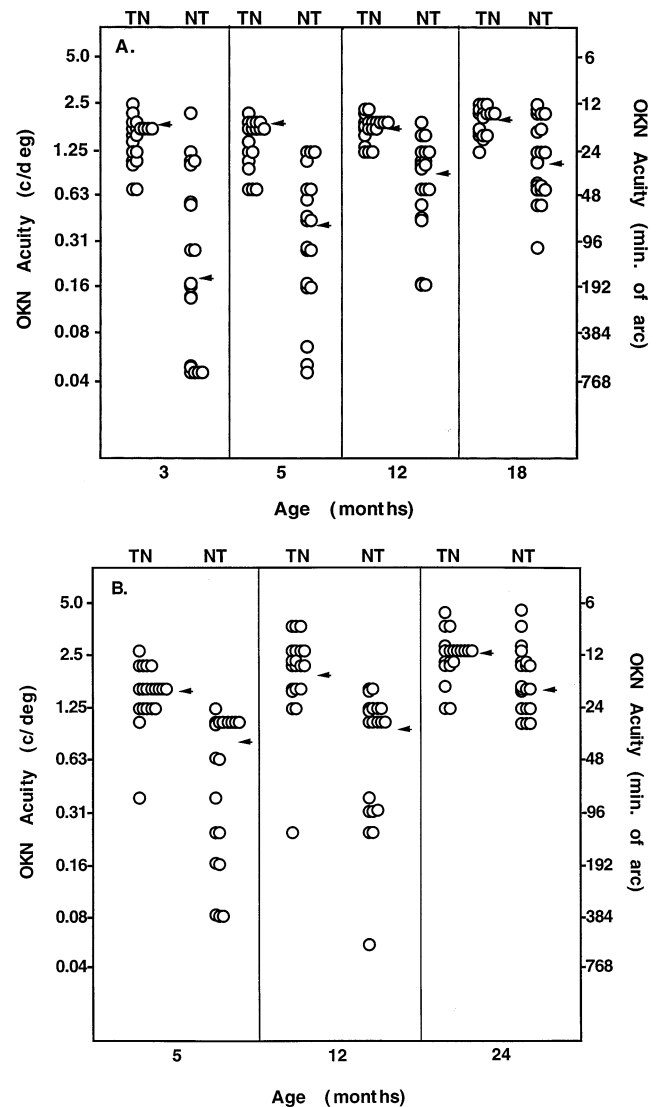 TN NT TN NT TN NT TN NT
A.
5.0 6
2.5 12
1.25 24
0.63 48
0.31 96
0.16 192
0.08 384
0.04 768
OKN Acuity (c/deg)
OKN Acuity (min. of arc)
3 5 12 18
Age (months)
TN NT TN NT TN NT
B.
5.0 6
2.5 12
1.25 24
0.63 48
0.31 96
0.16 192
0.08 384
0.04 768
OKN Acuity (c/deg)
OKN Acuity (min. of arc)
5 12 24
Age (months)